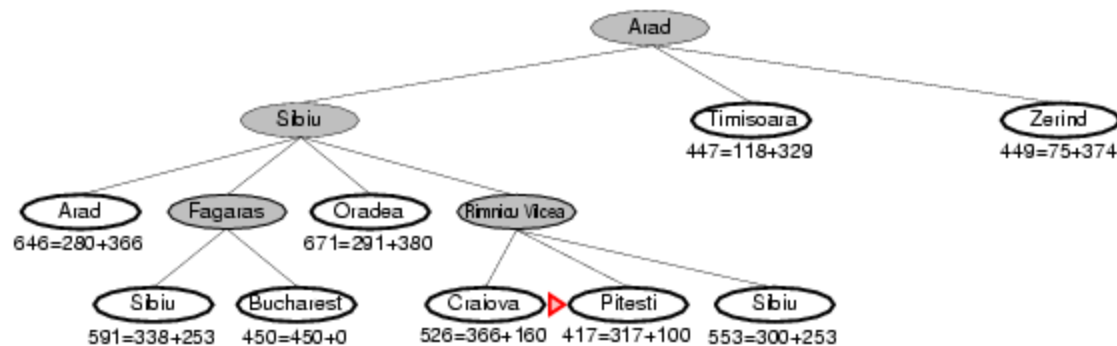 Arad
Sibiu
Timisoara
Zerind
447=118+329
449=75+374
Arad
Fagaras
Oradea
Rimnicu Vilcea
646=280+366
671=291+380
Sibiu
Bucharest
Craiova
Pitesti
Sibiu
591=338+253
450=450+0
526=366+160
417=317+100
553=300+253